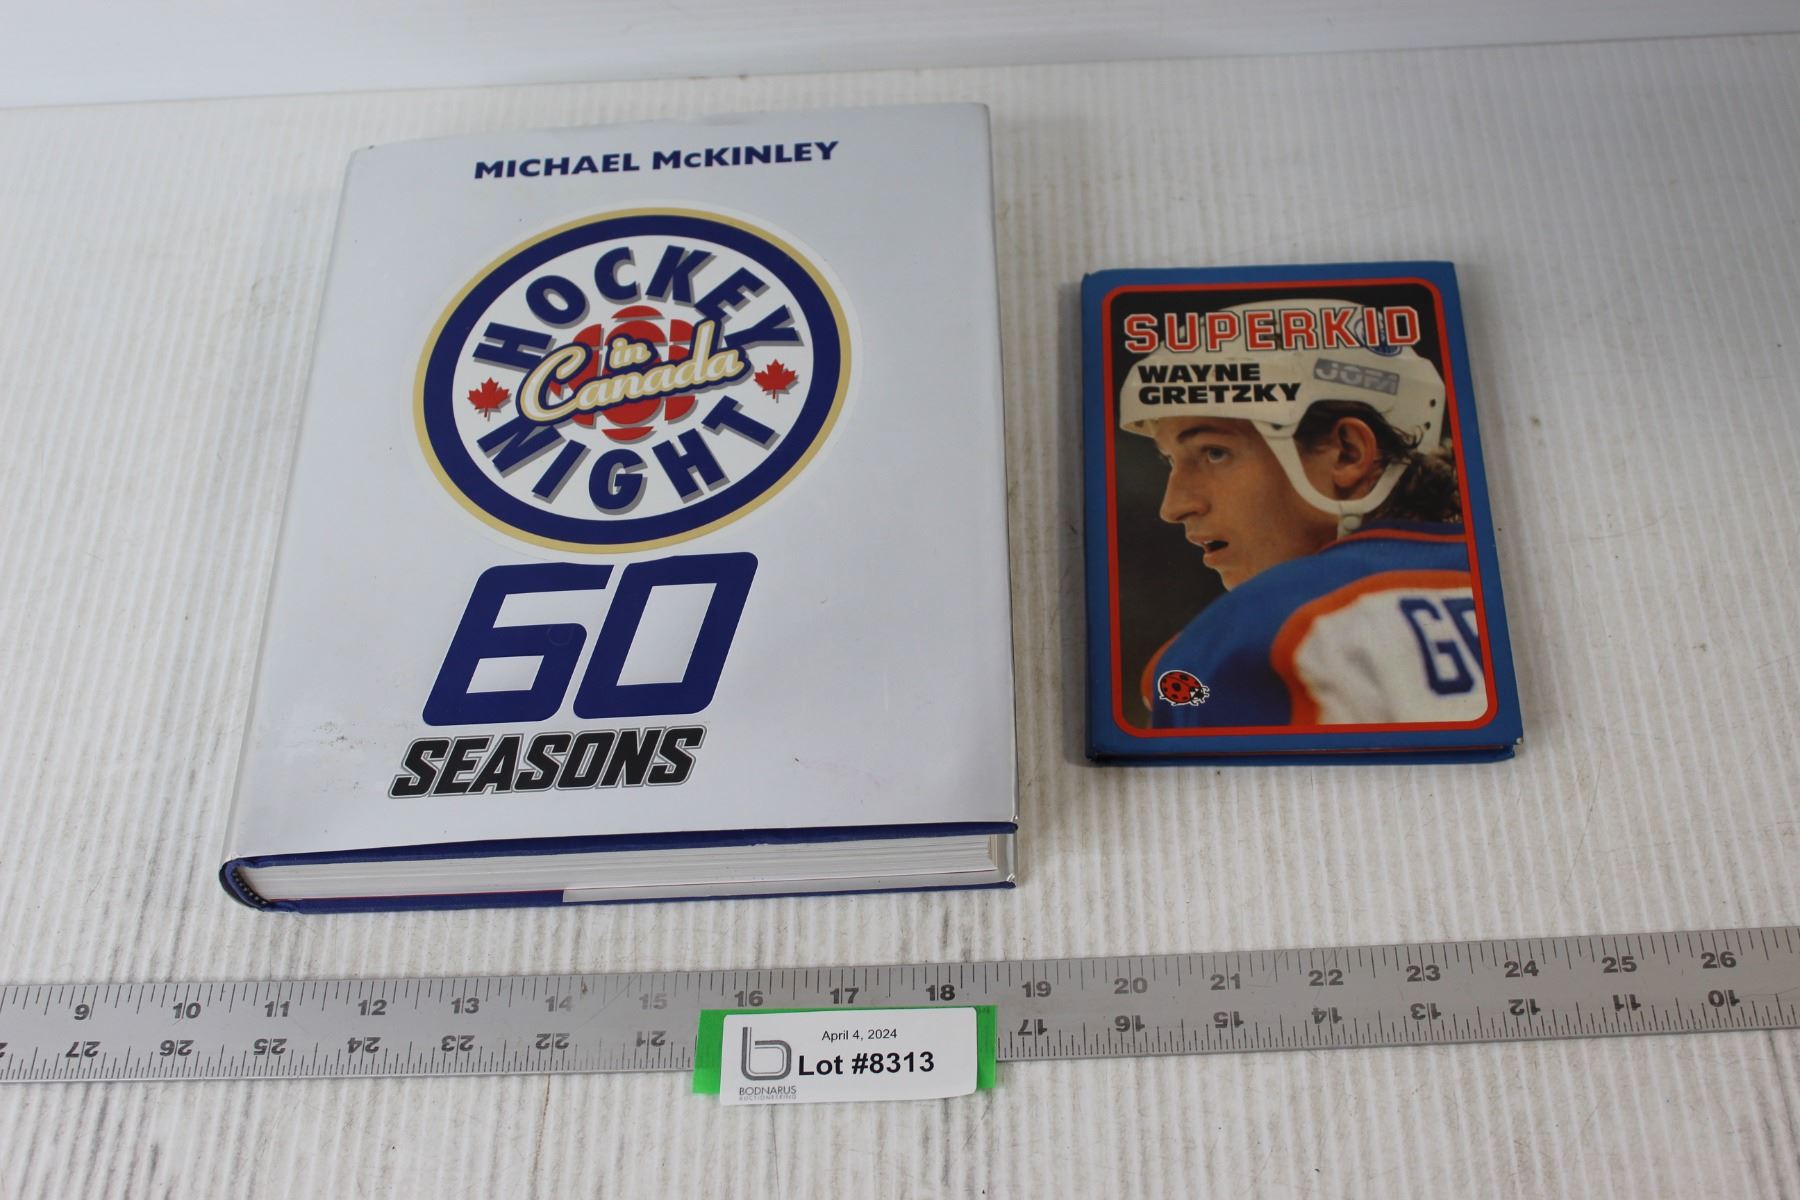 MICHAEL McKINLEY
HOCKEY
in
Canada
NIGHT
60
SEASONS
SUPERKID
WAYNE
GRETZKY
JOFA
GR
9 10 11 12 13 14 15 16 17 18 19 20 21 22 23 24 25 26
27 26 25 24 23 22 21 17 16 15 14 13 12 11 10
April 4, 2024
Lot #8313
BODNARUS
AUCTIONEERING